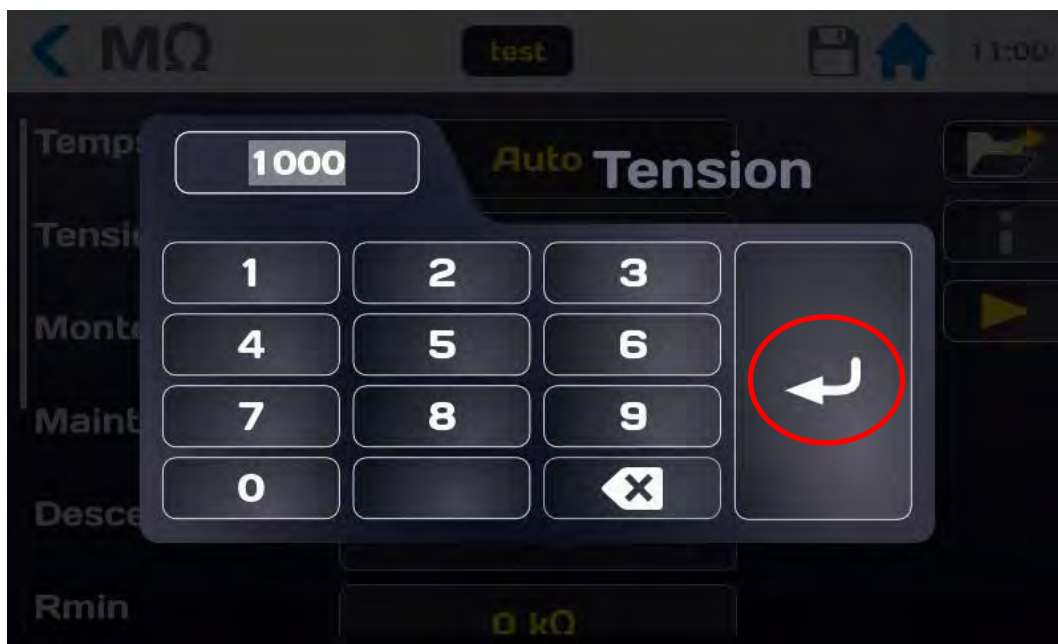 MΩ test 11:00
Temps Auto Tension
1000
Tensi
1 2 3
Monte
4 5 6
Maint
7 8 9
0
Desce
Rmin 0 kΩ